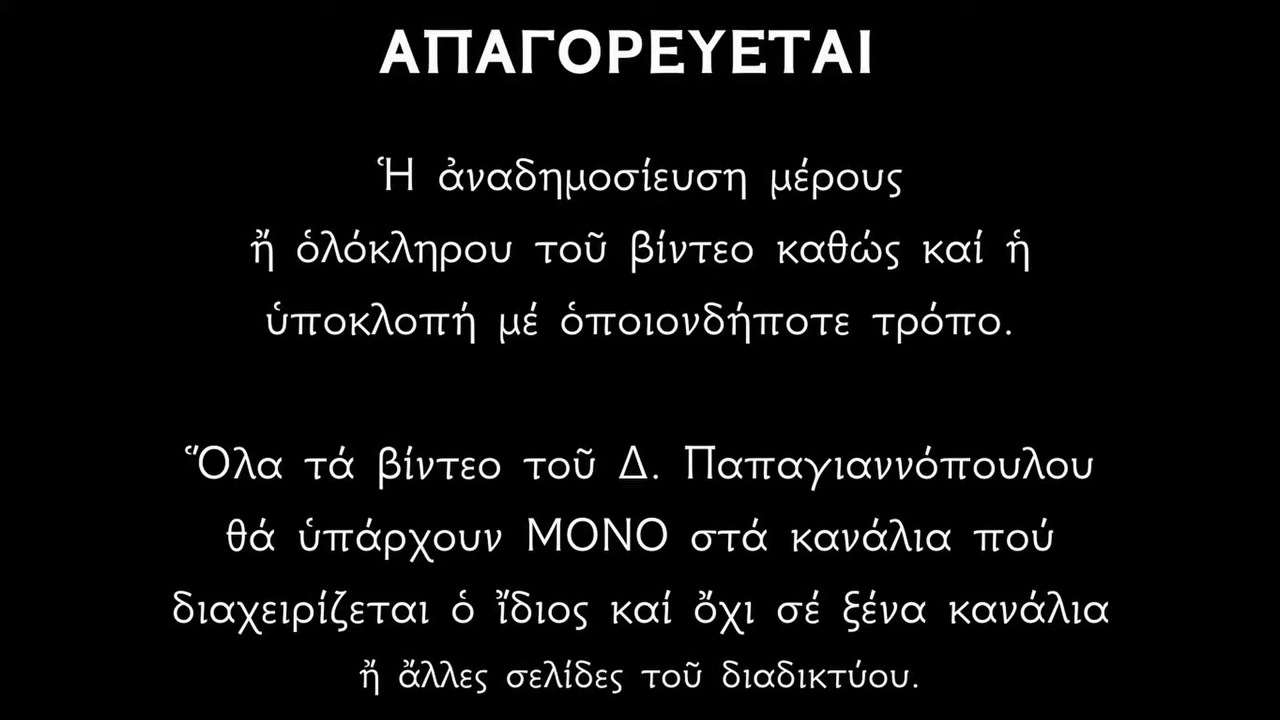 ΑΠΑΓΟΡΕΥΕΤΑΙ
Ἡ ἀναδημοσίευση μέρους
ἤ ὁλόκληρου τοῦ βίντεο καθώς καί ἡ
ὑποκλοπή μέ ὁποιονδήποτε τρόπο.
Ὅλα τά βίντεο τοῦ Δ. Παπαγιαννόπουλου
θά ὑπάρχουν ΜΟΝΟ στά κανάλια πού
διαχειρίζεται ὁ ἴδιος καί ὄχι σέ ξένα κανάλια
ἤ ἄλλες σελίδες τοῦ διαδικτύου.